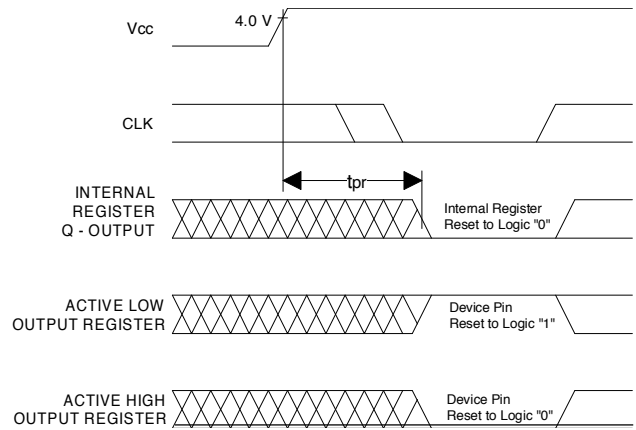 Vcc
4.0 V
CLK
tpr
INTERNAL
REGISTER
Q - OUTPUT
Internal Register
Reset to Logic "0"
ACTIVE LOW
OUTPUT REGISTER
Device Pin
Reset to Logic "1"
ACTIVE HIGH
OUTPUT REGISTER
Device Pin
Reset to Logic "0"